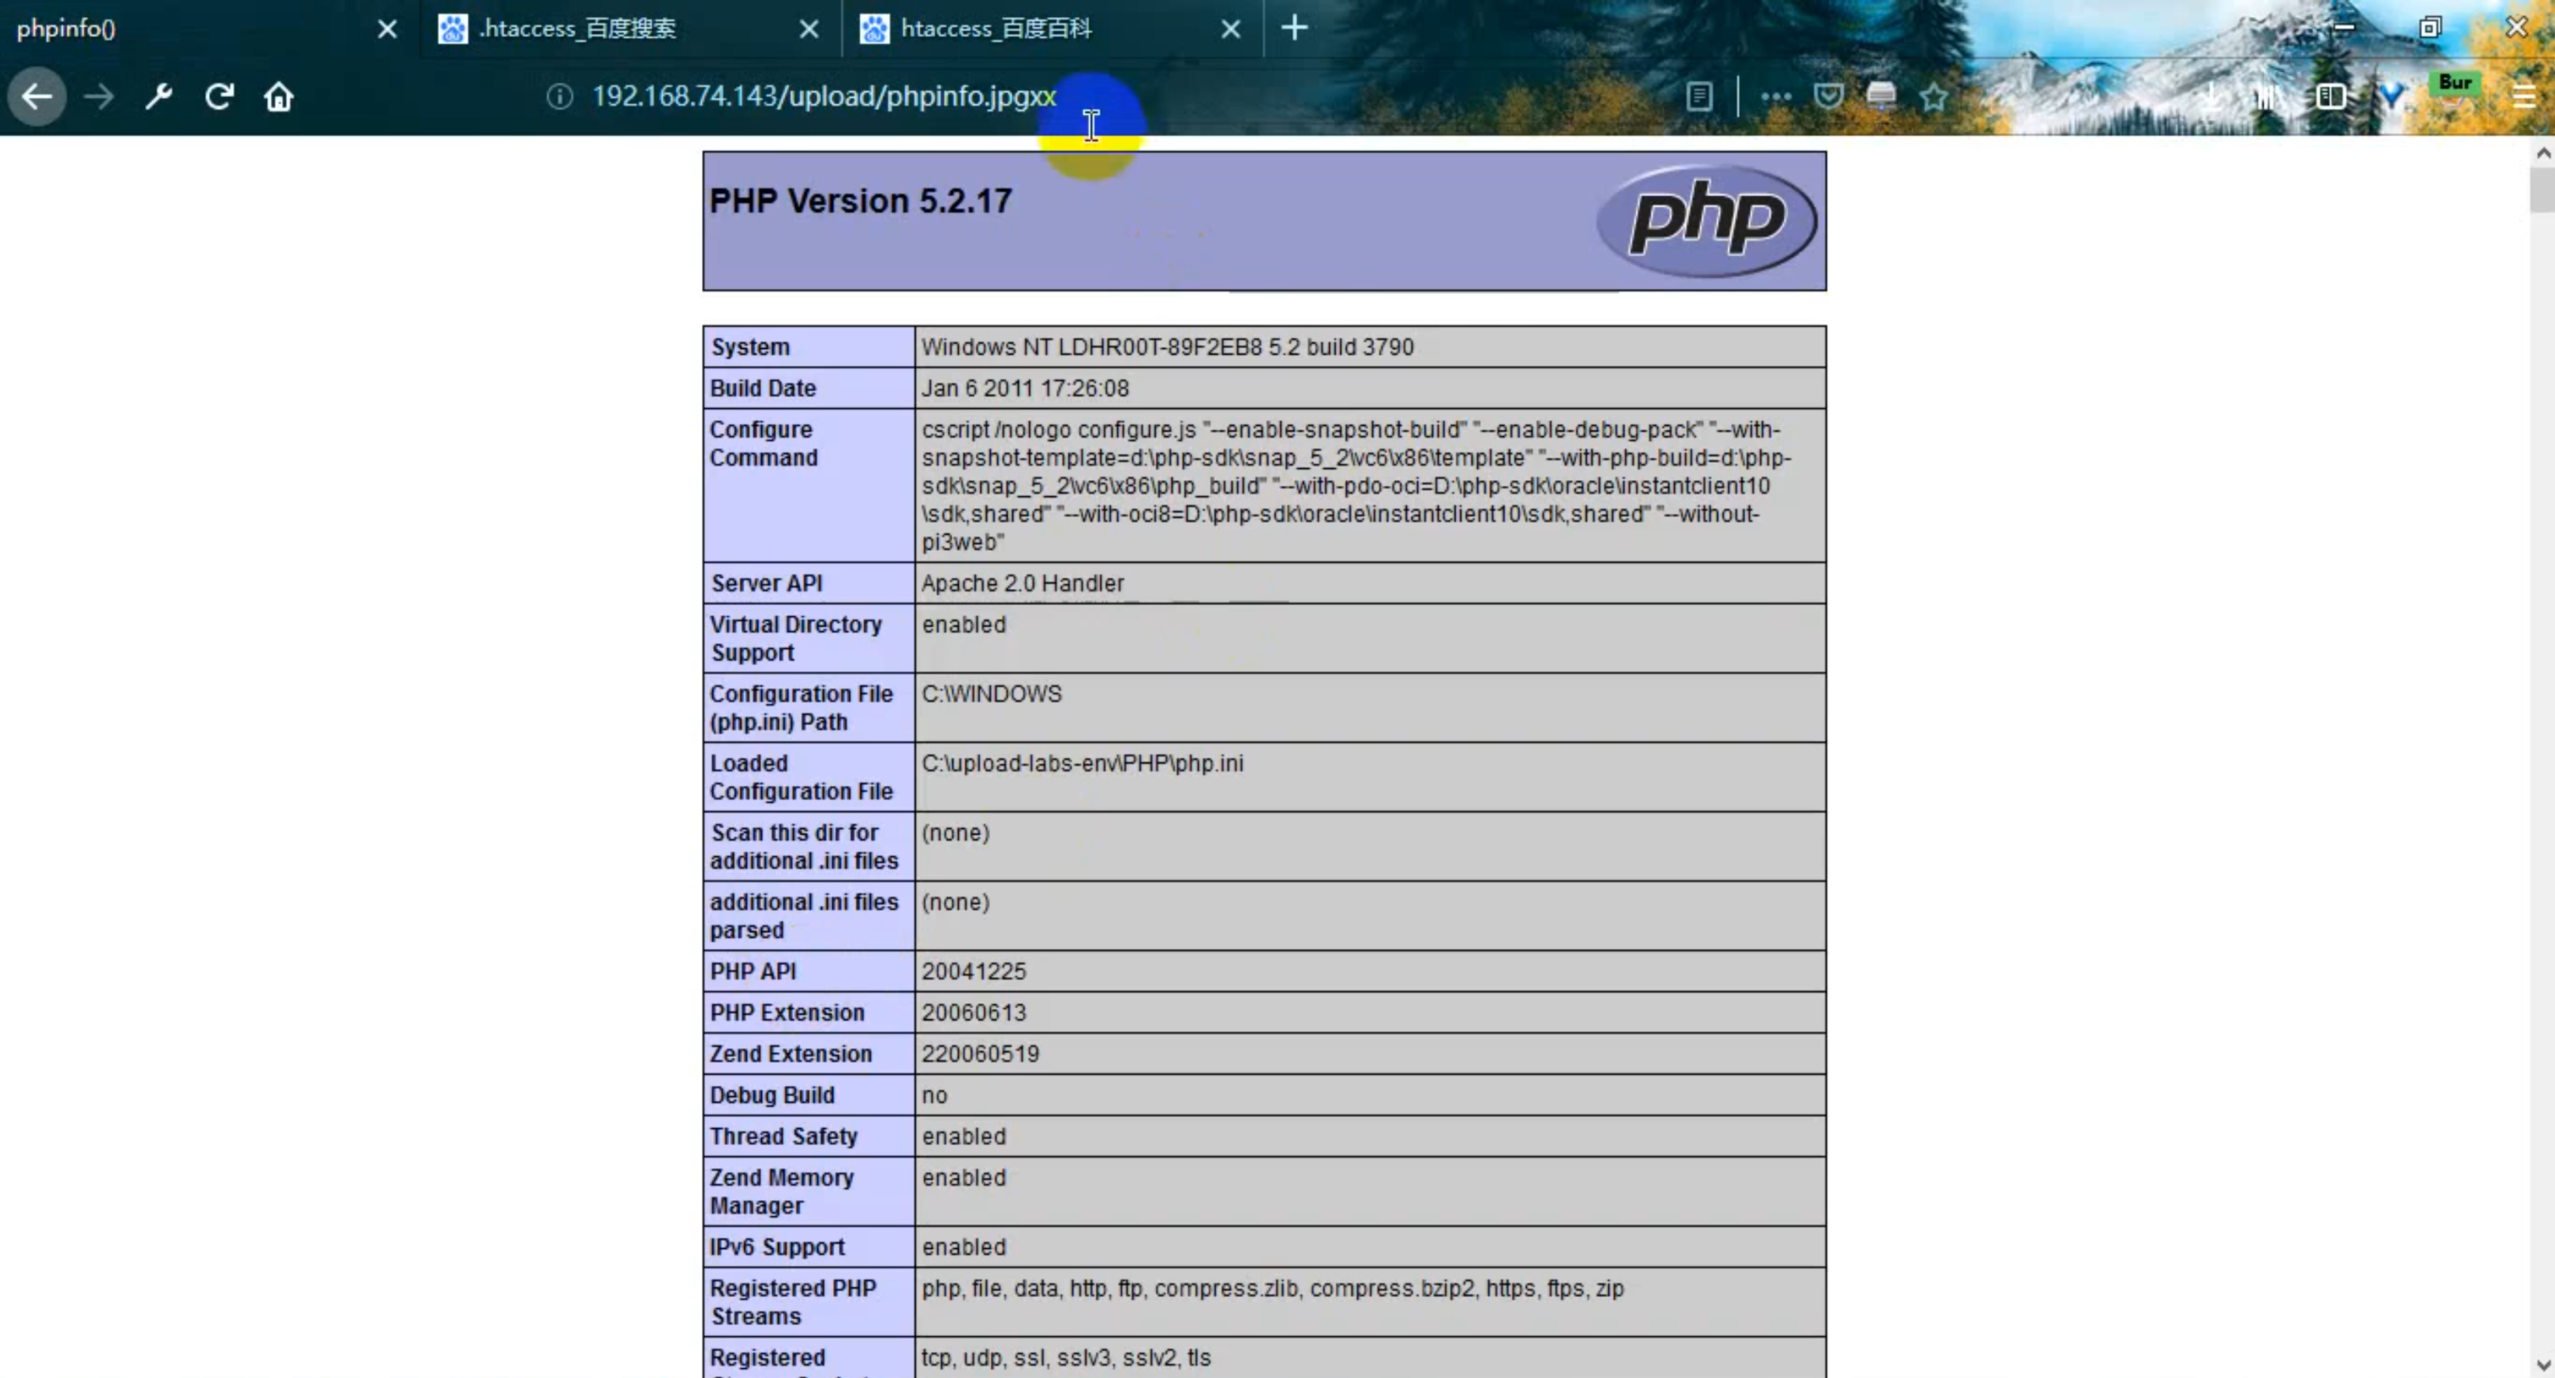 phpinfo()
.htaccess_百度搜索
htaccess_百度百科
192.168.74.143/upload/phpinfo.jpgxx
Bur
PHP Version 5.2.17
php
System
Windows NT LDHR00T-89F2EB8 5.2 build 3790
Build Date
Jan 6 2011 17:26:08
Configure
Command
cscript /nologo configure.js "--enable-snapshot-build" "--enable-debug-pack" "--with-
snapshot-template=d:\php-sdk\snap_5_2\vc6\x86\template" "--with-php-build=d:\php-
sdk\snap_5_2\vc6\x86\php_build" "--with-pdo-oci=D:\php-sdk\oracle\instantclient10
\sdk,shared" "--with-oci8=D:\php-sdk\oracle\instantclient10\sdk,shared" "--without-
pi3web"
Server API
Apache 2.0 Handler
Virtual Directory
Support
enabled
Configuration File
(php.ini) Path
C:\WINDOWS
Loaded
Configuration File
C:\upload-labs-env\PHP\php.ini
Scan this dir for
additional .ini files
(none)
additional .ini files
parsed
(none)
PHP API
20041225
PHP Extension
20060613
Zend Extension
220060519
Debug Build
no
Thread Safety
enabled
Zend Memory
Manager
enabled
IPv6 Support
enabled
Registered PHP
Streams
php, file, data, http, ftp, compress.zlib, compress.bzip2, https, ftps, zip
Registered
tcp, udp, ssl, sslv3, sslv2, tls